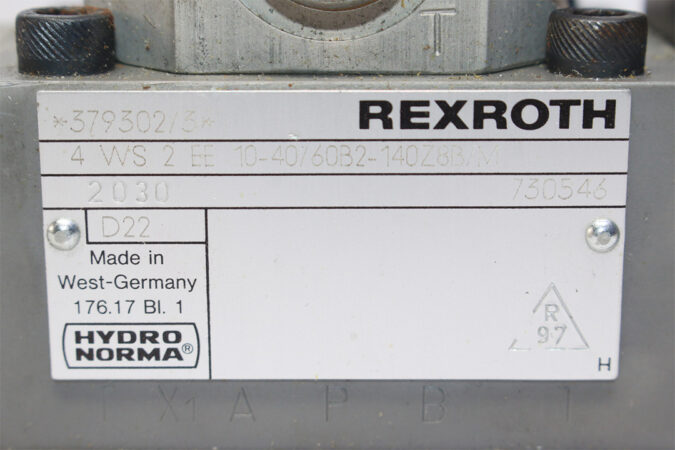 T
*379302/3*
REXROTH
4 WS 2 EE 10-40/60B2-140Z8B/M
2030
730546
D22
Made in
West-Germany
176.17 Bl. 1
HYDRO
NORMA®
R
97
H
T X1 A P B T